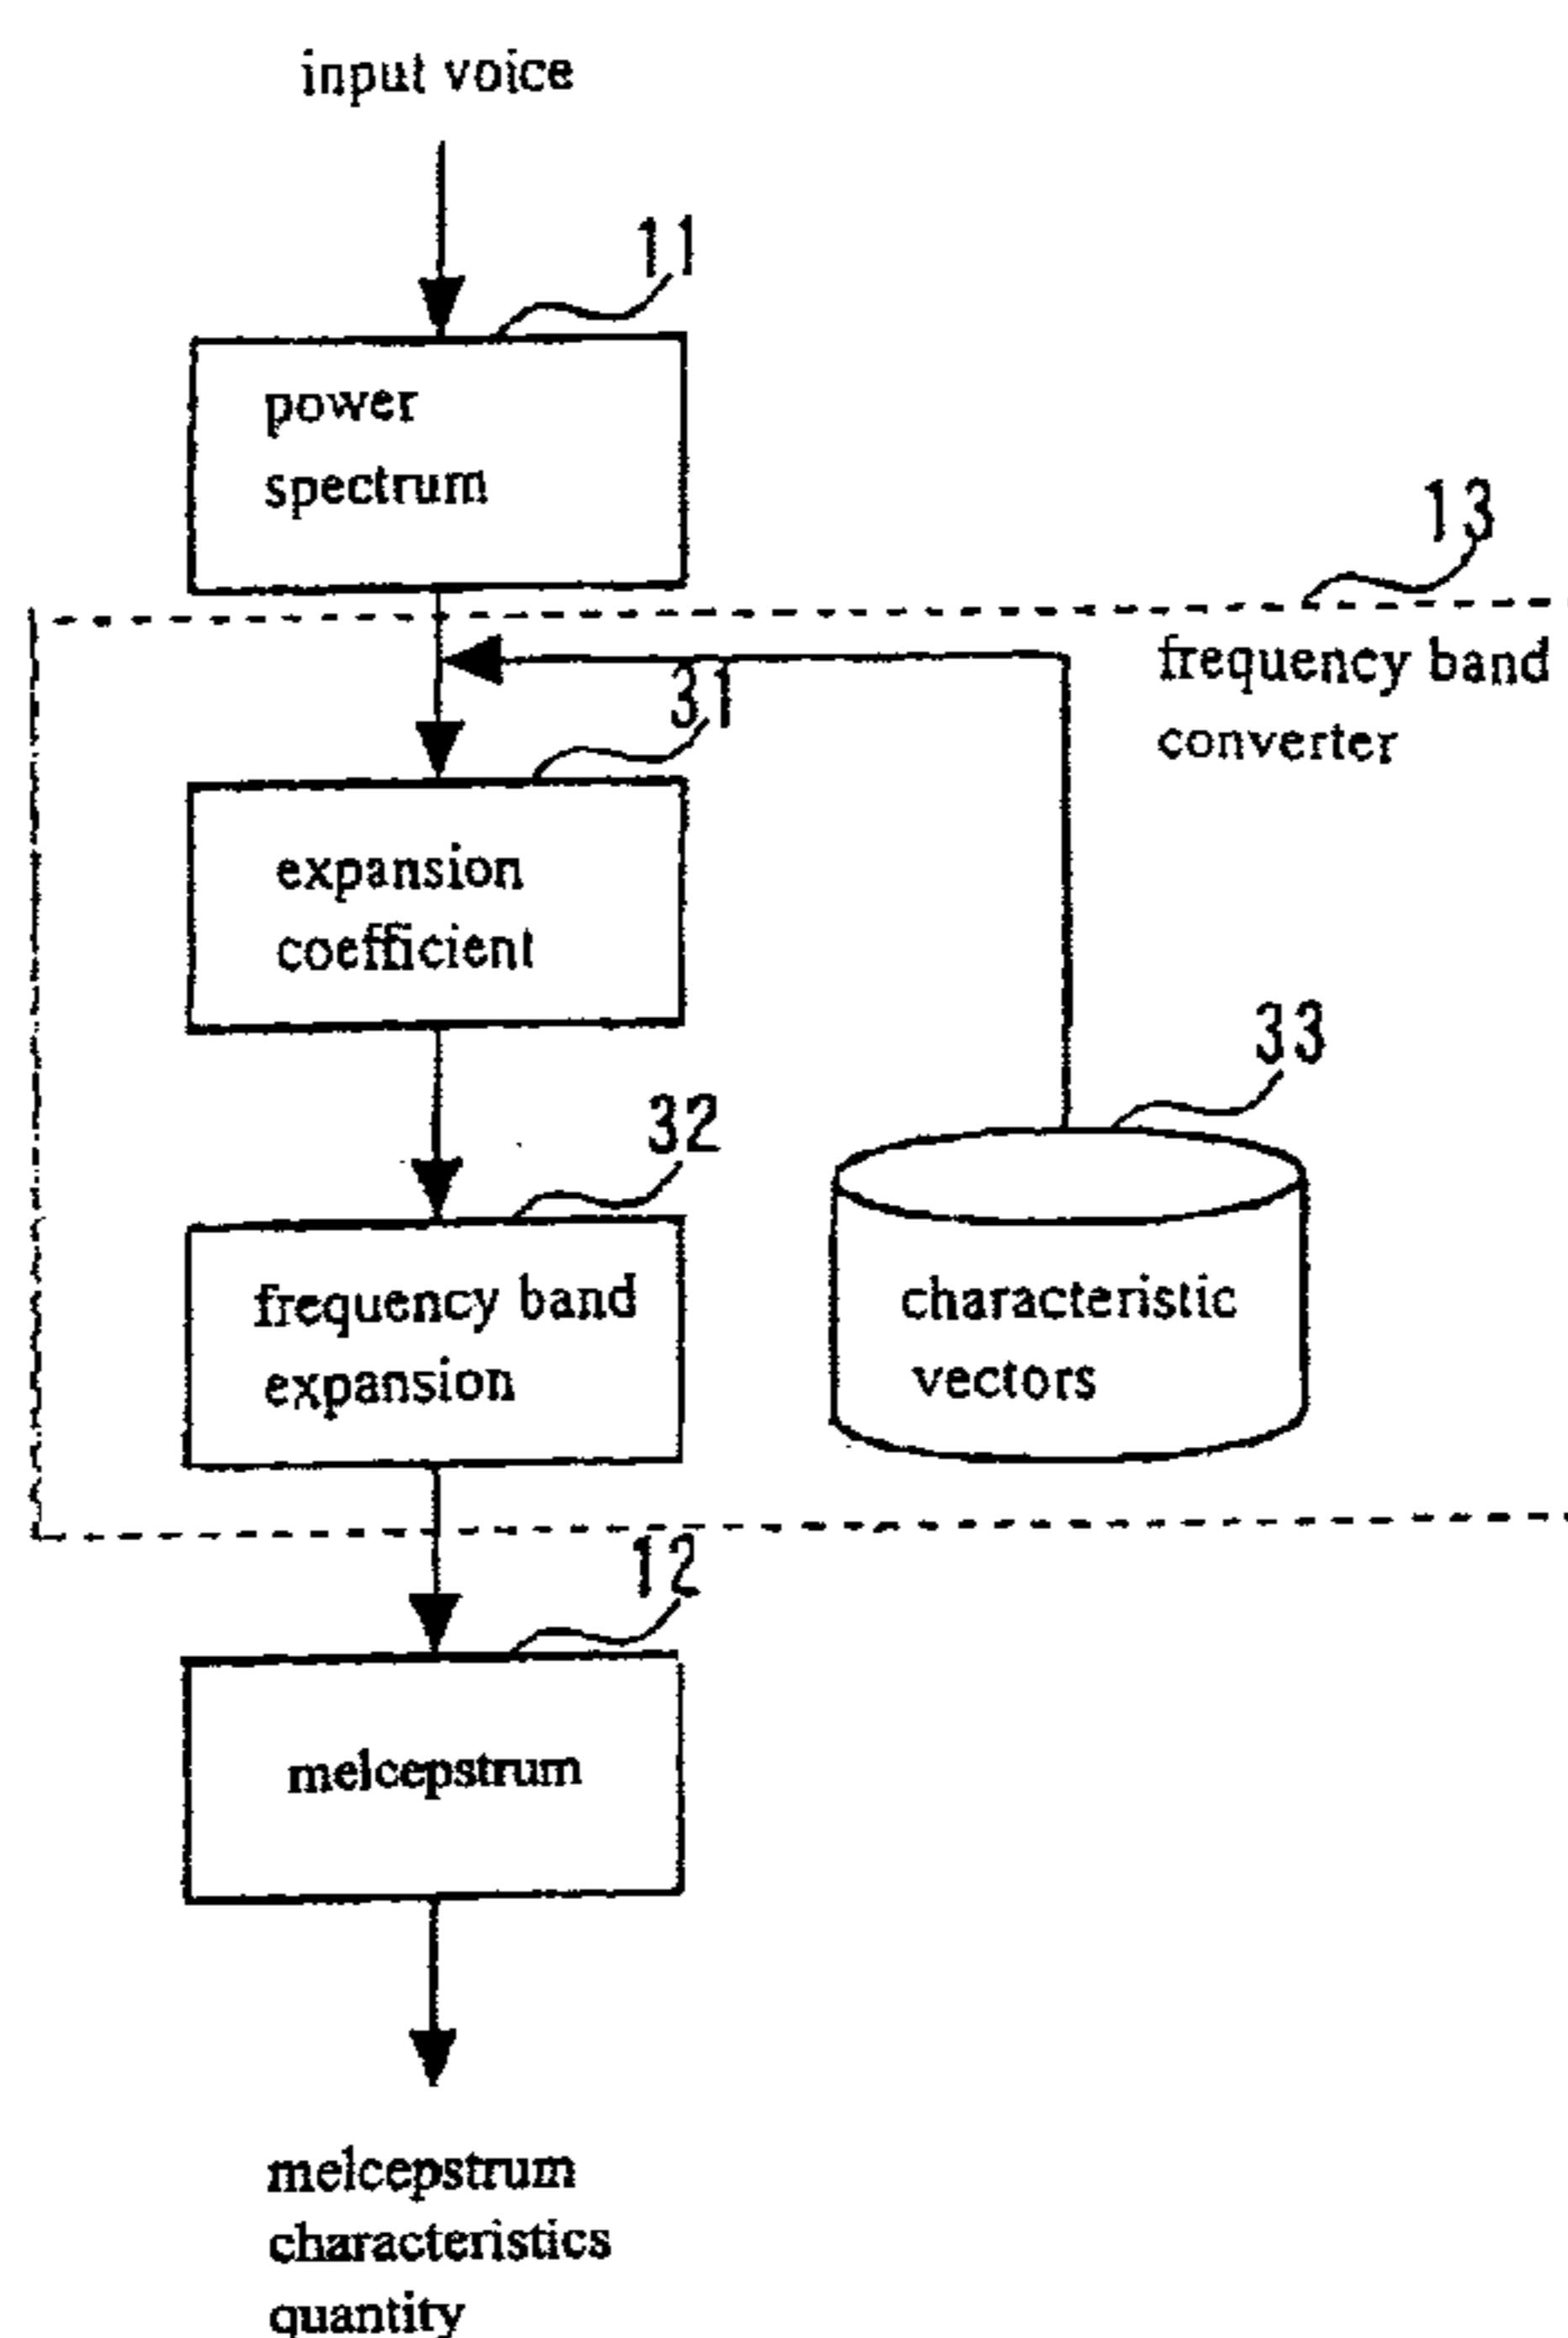 input voice
11
power
spectrum
13
frequency band
converter
31
expansion
coefficient
33
32
frequency band
expansion
characteristic
vectors
12
melcepstrum
melcepstrum
characteristics
quantity